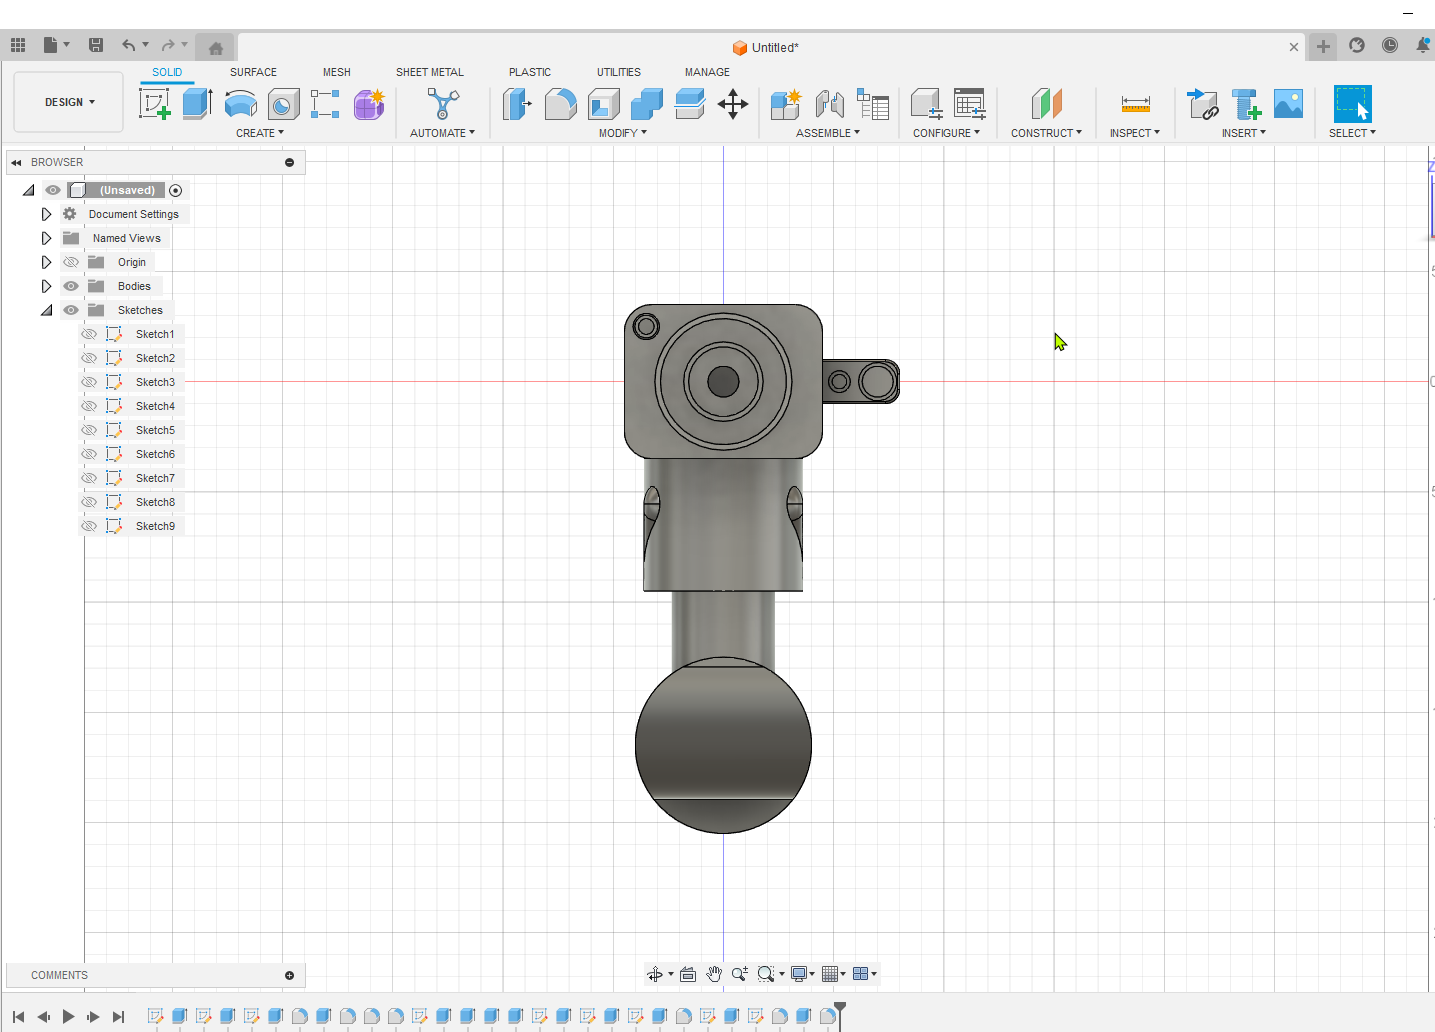 Untitled*
SOLID SURFACE MESH SHEET METAL PLASTIC UTILITIES MANAGE
DESIGN
CREATE AUTOMATE MODIFY ASSEMBLE CONFIGURE CONSTRUCT INSPECT INSERT SELECT
BROWSER
(Unsaved)
Document Settings
Named Views
Origin
Bodies
Sketches
Sketch1
Sketch2
Sketch3
Sketch4
Sketch5
Sketch6
Sketch7
Sketch8
Sketch9
Z
COMMENTS